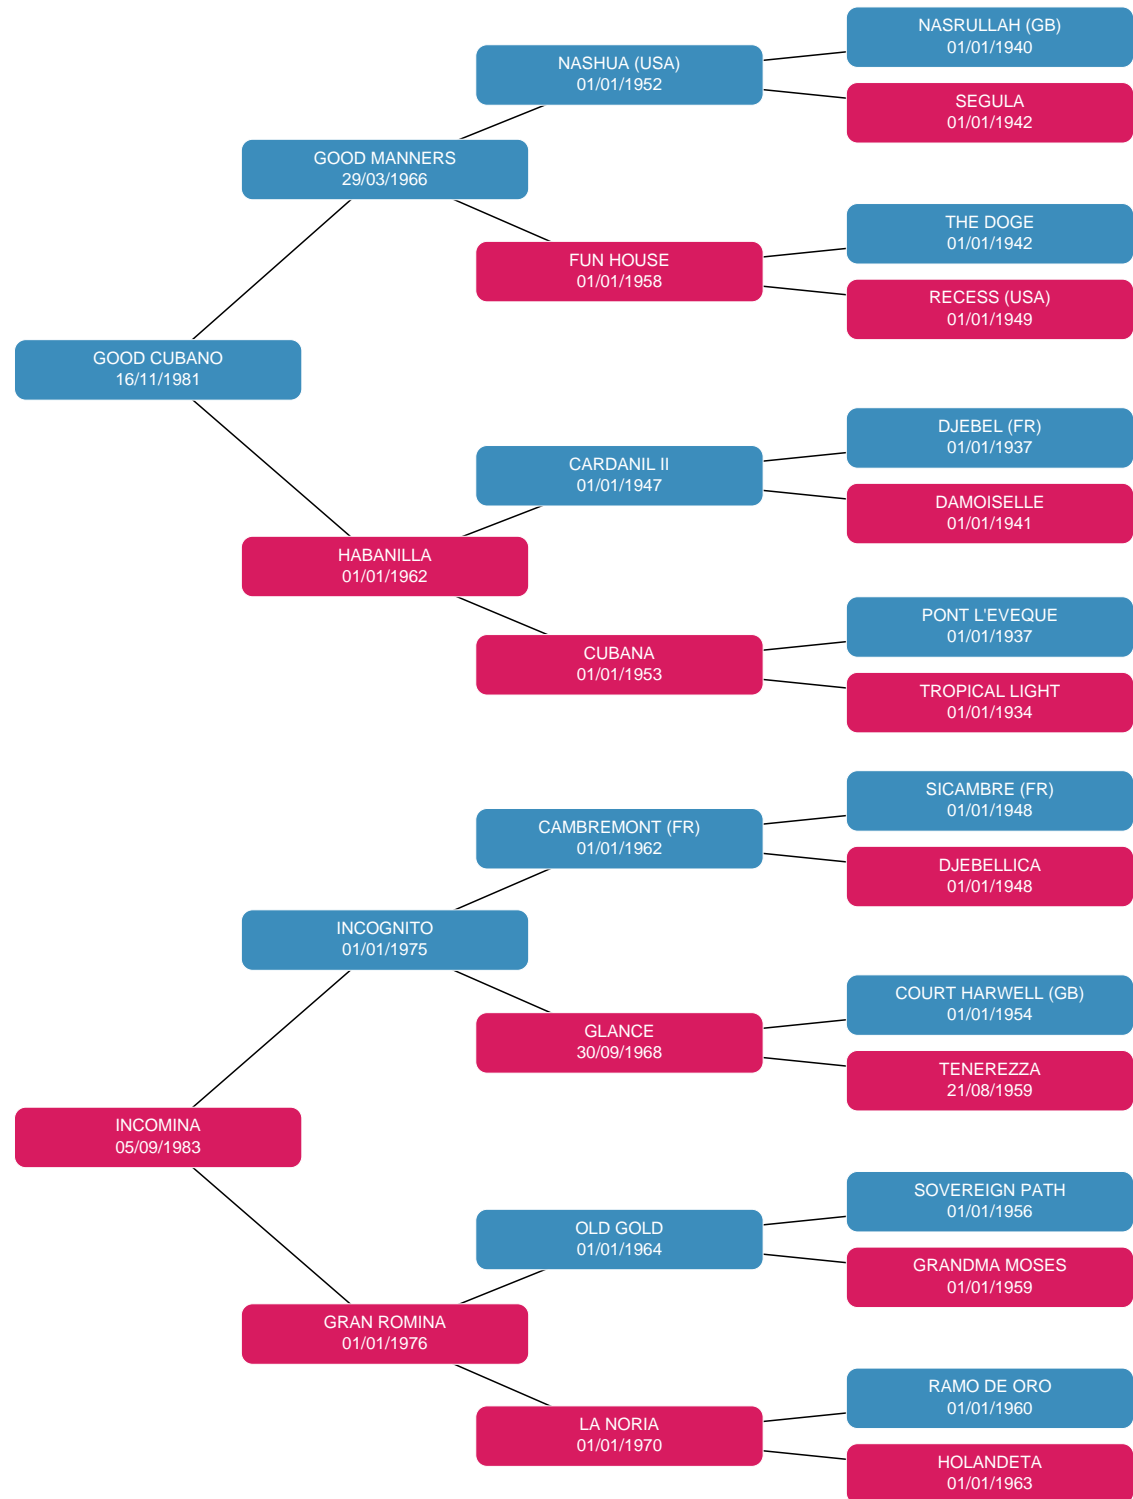 NASRULLAH (GB)
01/01/1940
NASHUA (USA)
01/01/1952
SEGULA
01/01/1942
GOOD MANNERS
29/03/1966
THE DOGE
01/01/1942
FUN HOUSE
01/01/1958
RECESS (USA)
01/01/1949
GOOD CUBANO
16/11/1981
DJEBEL (FR)
01/01/1937
CARDANIL II
01/01/1947
DAMOISELLE
01/01/1941
HABANILLA
01/01/1962
PONT L'EVEQUE
01/01/1937
CUBANA
01/01/1953
TROPICAL LIGHT
01/01/1934
SICAMBRE (FR)
01/01/1948
CAMBREMONT (FR)
01/01/1962
DJEBELLICA
01/01/1948
INCOGNITO
01/01/1975
COURT HARWELL (GB)
01/01/1954
GLANCE
30/09/1968
TENEREZZA
21/08/1959
INCOMINA
05/09/1983
SOVEREIGN PATH
01/01/1956
OLD GOLD
01/01/1964
GRANDMA MOSES
01/01/1959
GRAN ROMINA
01/01/1976
RAMO DE ORO
01/01/1960
LA NORIA
01/01/1970
HOLANDETA
01/01/1963